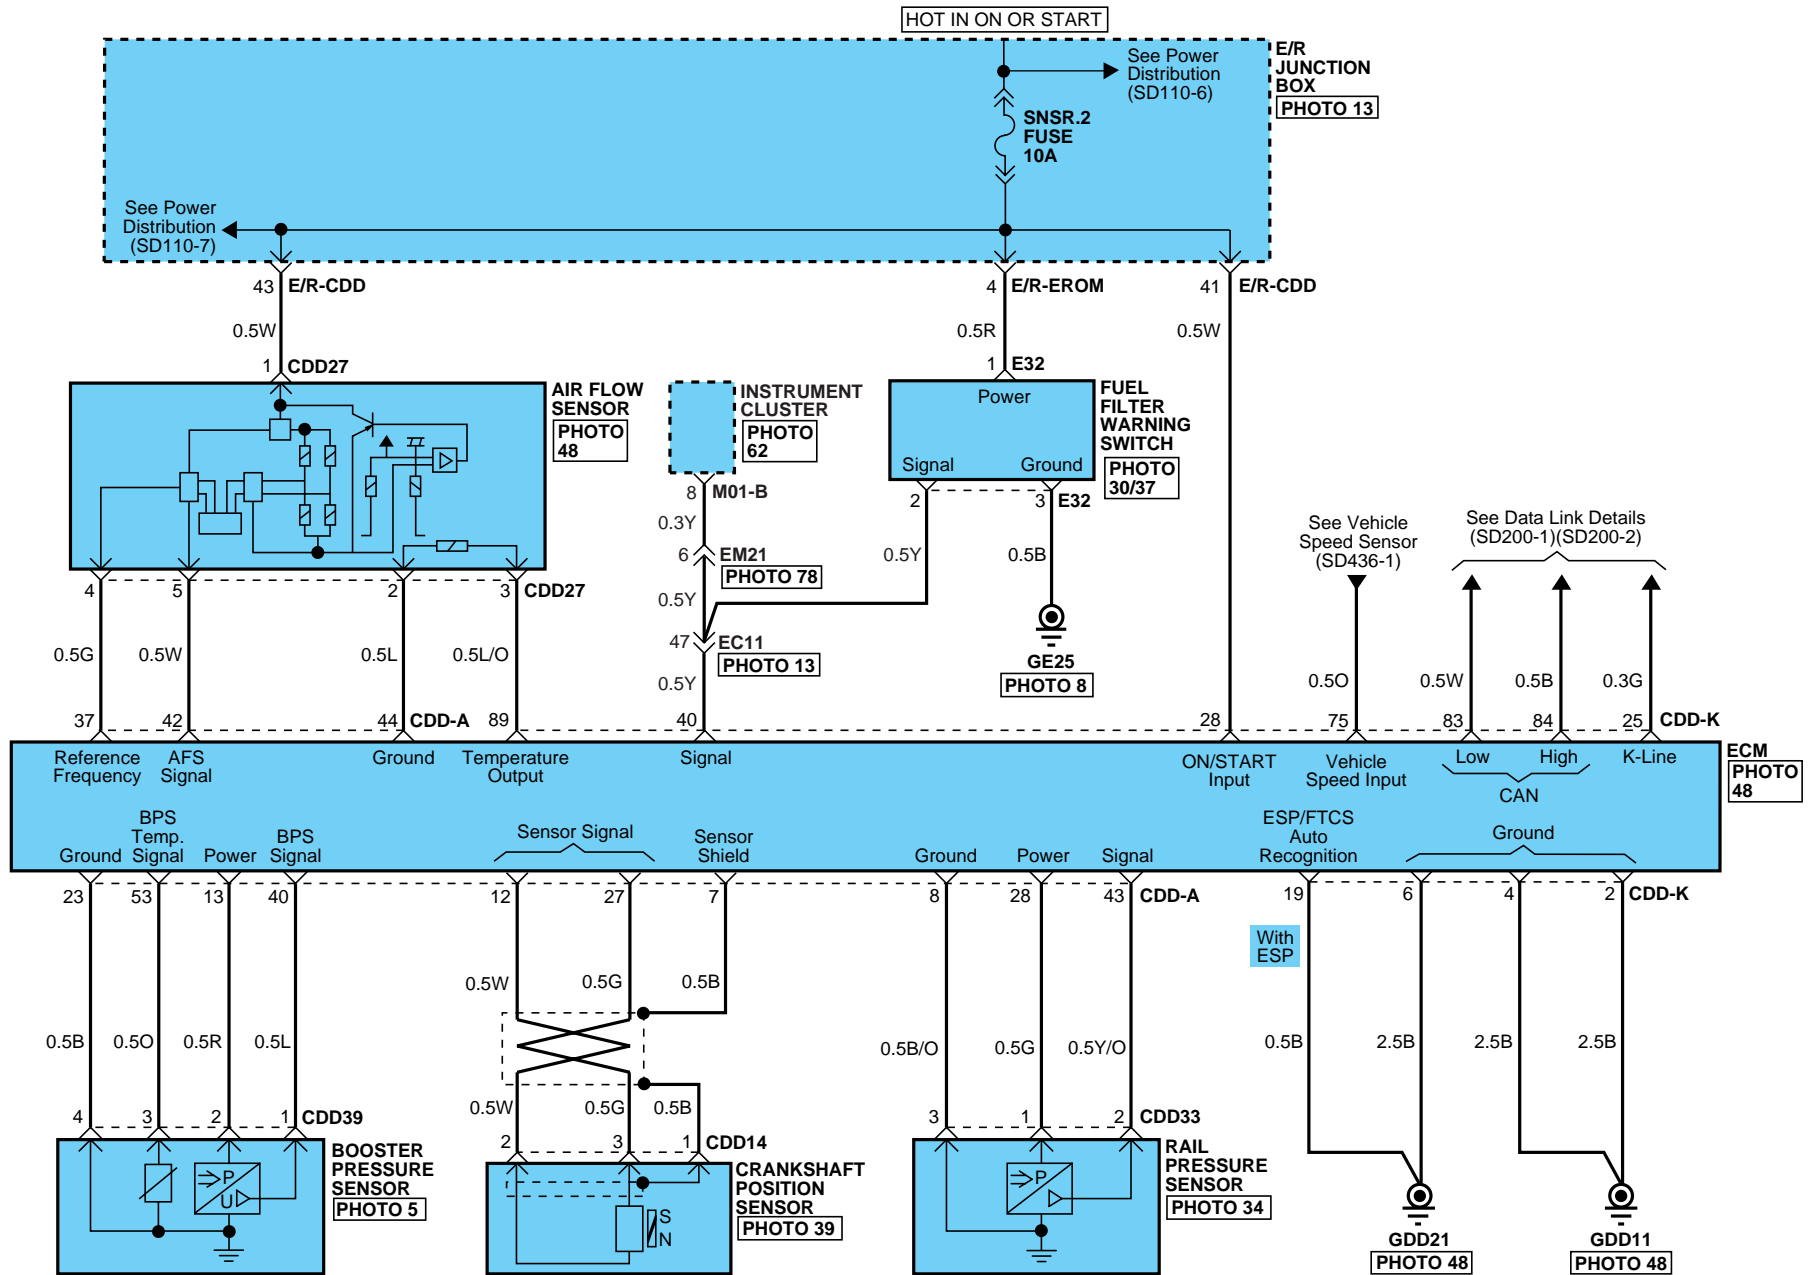 HOT IN ON OR START
See Power
Distribution
(SD110-6)
E/R
JUNCTION
BOX
PHOTO 13
SNSR.2
FUSE
10A
See Power
Distribution
(SD110-7)
43 E/R-CDD
4 E/R-EROM
41 E/R-CDD
0.5W
0.5R
0.5W
1 CDD27
1 E32
AIR FLOW
SENSOR
PHOTO
48
INSTRUMENT
CLUSTER
PHOTO
62
Power
Signal
Ground
FUEL
FILTER
WARNING
SWITCH
PHOTO
30/37
8 M01-B
2
3 E32
0.3Y
6 EM21
PHOTO 78
0.5Y
0.5B
0.5Y
47 EC11
PHOTO 13
0.5Y
GE25
PHOTO 8
See Vehicle
Speed Sensor
(SD436-1)
See Data Link Details
(SD200-1)(SD200-2)
4
5
2
3 CDD27
0.5G
0.5W
0.5L
0.5L/O
0.5O
0.5W
0.5B
0.3G
37
42
44 CDD-A
89
40
28
75
83
84
25 CDD-K
Reference
Frequency
AFS
Signal
Ground
Temperature
Output
Signal
ON/START
Input
Vehicle
Speed Input
Low
High
CAN
K-Line
ECM
PHOTO
48
Ground
BPS
Temp.
Signal
Power
BPS
Signal
Sensor Signal
Sensor
Shield
Ground
Power
Signal
ESP/FTCS
Auto
Recognition
Ground
23
53
13
40
12
27
7
8
28
43 CDD-A
19
6
4
2 CDD-K
With
ESP
0.5W
0.5G
0.5B
0.5B
0.5O
0.5R
0.5L
0.5B/O
0.5G
0.5Y/O
0.5B
2.5B
2.5B
2.5B
0.5W
0.5G
0.5B
4
3
2
1 CDD39
2
3
1 CDD14
3
1
2 CDD33
P
U
BOOSTER
PRESSURE
SENSOR
PHOTO 5
S
N
CRANKSHAFT
POSITION
SENSOR
PHOTO 39
P
RAIL
PRESSURE
SENSOR
PHOTO 34
GDD21
PHOTO 48
GDD11
PHOTO 48